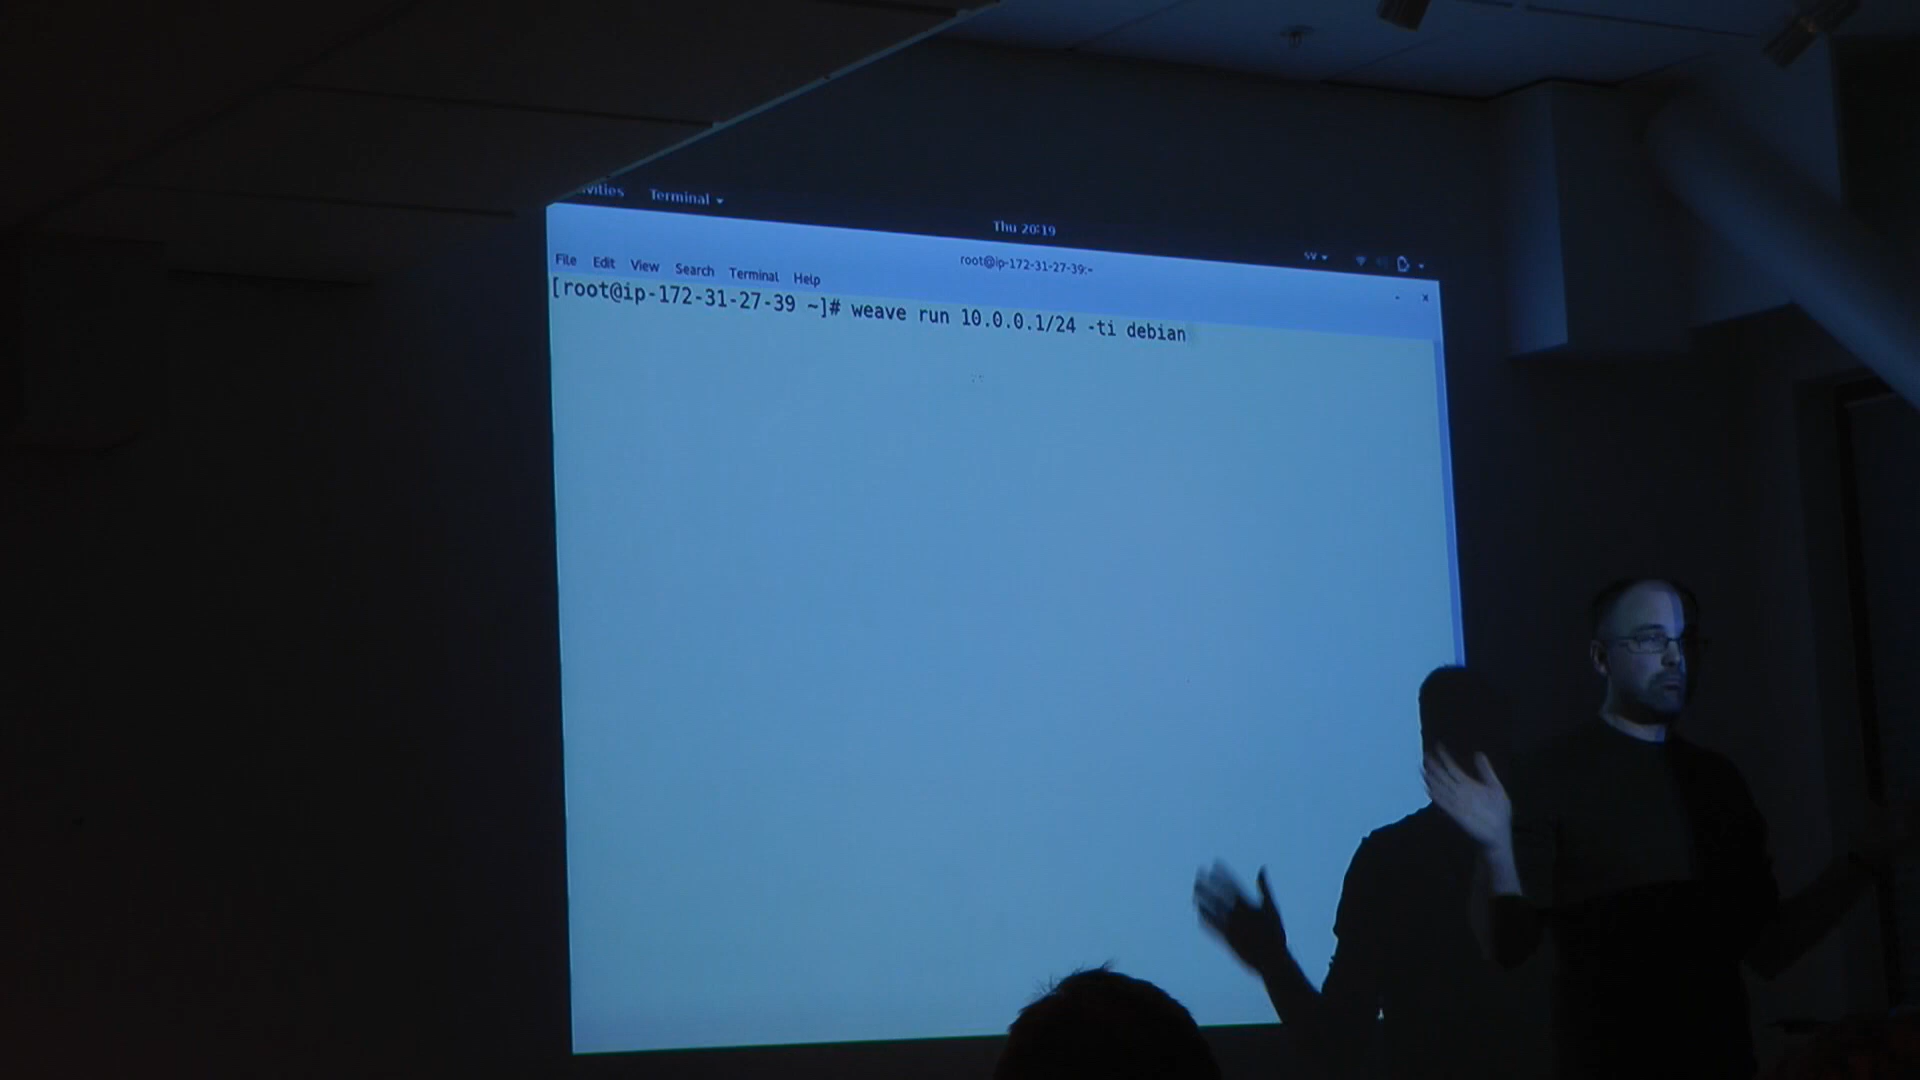 Terminal
Thu 20:19
sv
root@ip-172-31-27-39:~
File Edit View Search Terminal Help
[root@ip-172-31-27-39 ~]# weave run 10.0.0.1/24 -ti debian